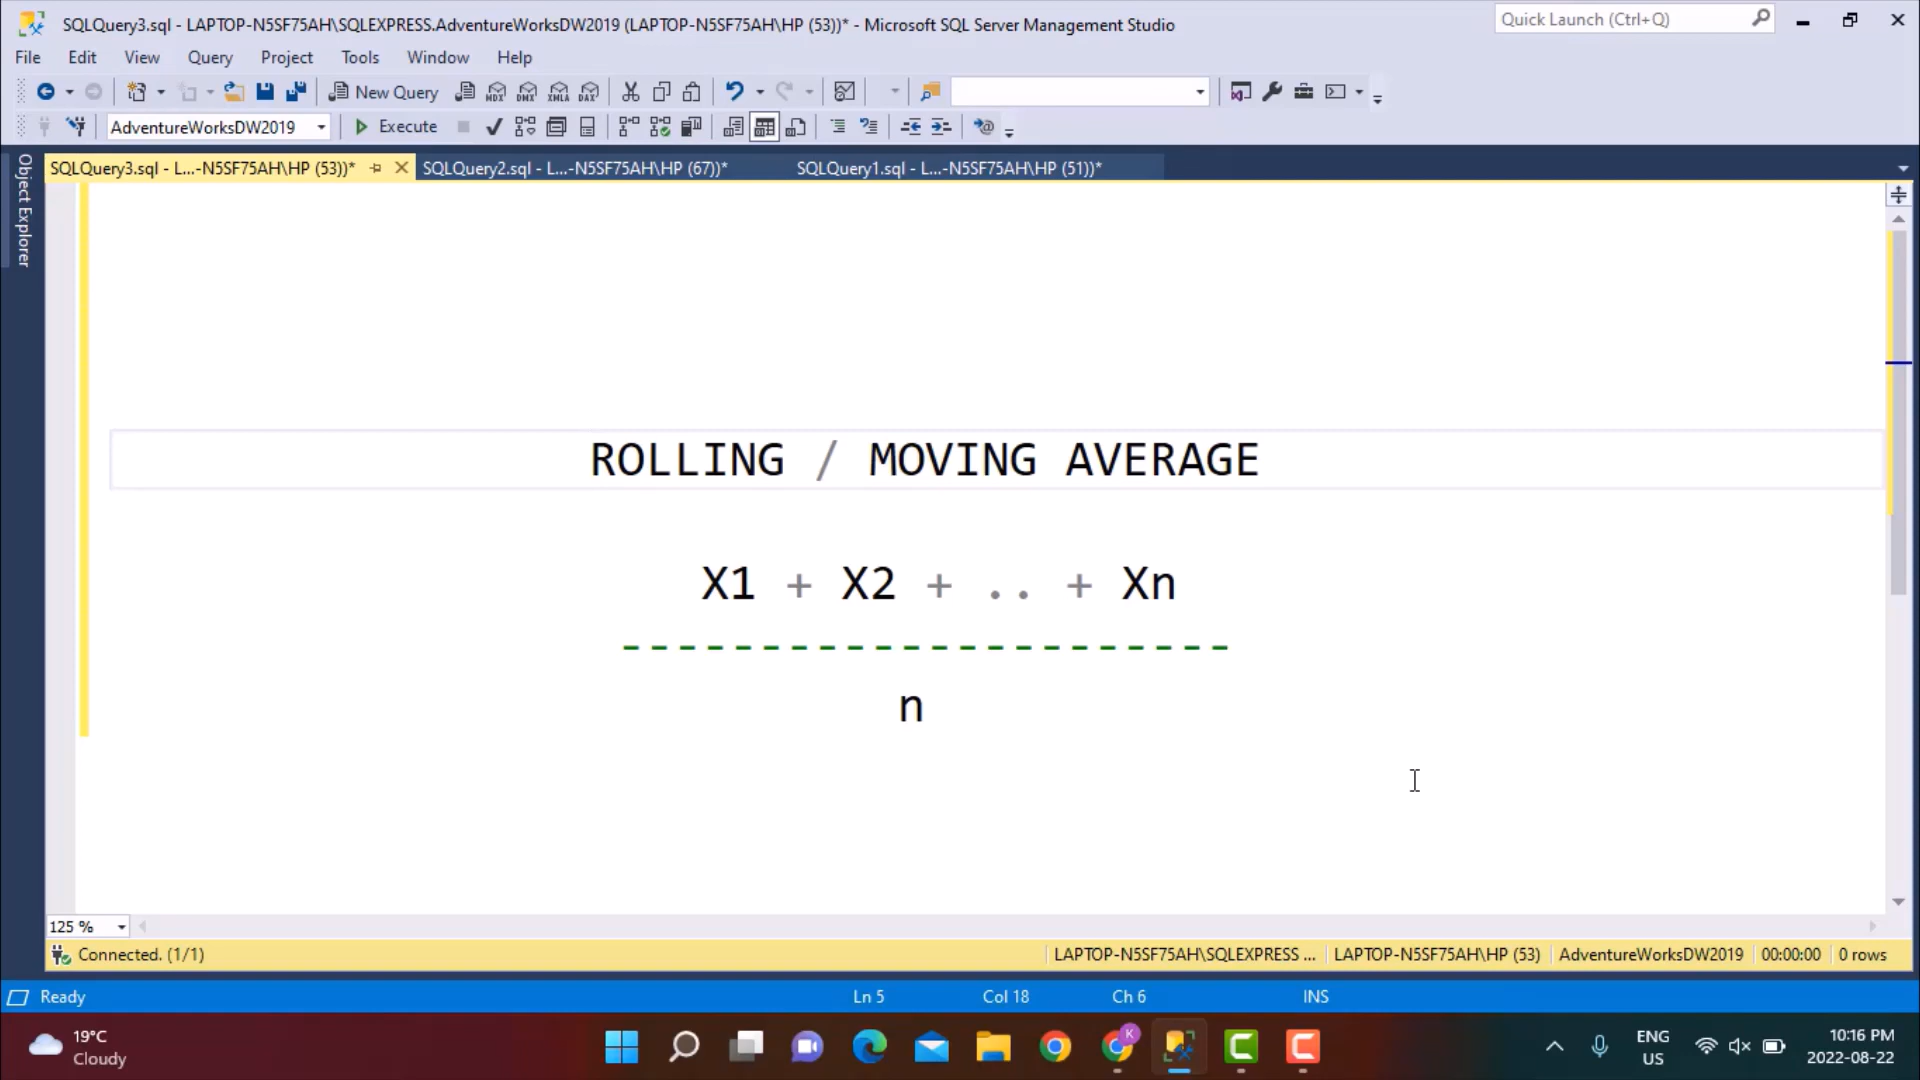 SQLQuery3.sql - LAPTOP-N5SF75AH\SQLEXPRESS.AdventureWorksDW2019 (LAPTOP-N5SF75AH\HP (53))* - Microsoft SQL Server Management Studio
Quick Launch (Ctrl+Q)
File Edit View Query Project Tools Window Help
New Query
MDX DMX XMLA DAX
AdventureWorksDW2019
Execute
SQLQuery3.sql - L...-N5SF75AH\HP (53))*
SQLQuery2.sql - L...-N5SF75AH\HP (67))*
SQLQuery1.sql - L...-N5SF75AH\HP (51))*
Object Explorer
ROLLING / MOVING AVERAGE
X1 + X2 + .. + Xn
----------------------
n
125 %
Connected. (1/1)
LAPTOP-N5SF75AH\SQLEXPRESS ...
LAPTOP-N5SF75AH\HP (53)
AdventureWorksDW2019
00:00:00
0 rows
Ready
Ln 5
Col 18
Ch 6
INS
19°C
Cloudy
K
ENG
US
10:16 PM
2022-08-22